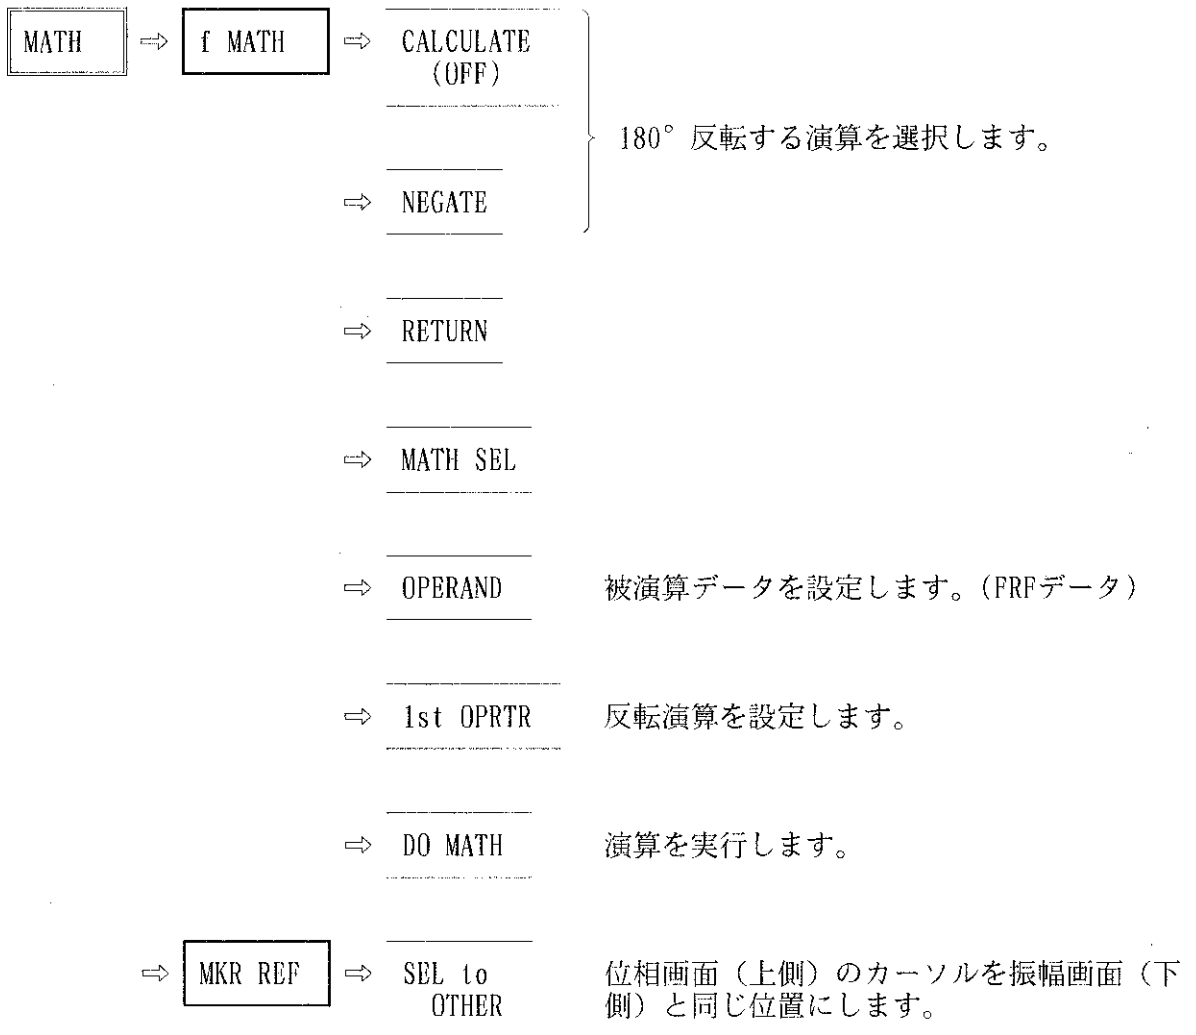 MATH ⇨ f MATH ⇨ CALCULATE
(OFF)
180° 反転する演算を選択します。
⇨ NEGATE
⇨ RETURN
⇨ MATH SEL
⇨ OPERAND 被演算データを設定します。(FRFデータ)
⇨ 1st OPRTR 反転演算を設定します。
⇨ DO MATH 演算を実行します。
⇨ MKR REF ⇨ SEL to 位相画面（上側）のカーソルを振幅画面（下
OTHER 側）と同じ位置にします。